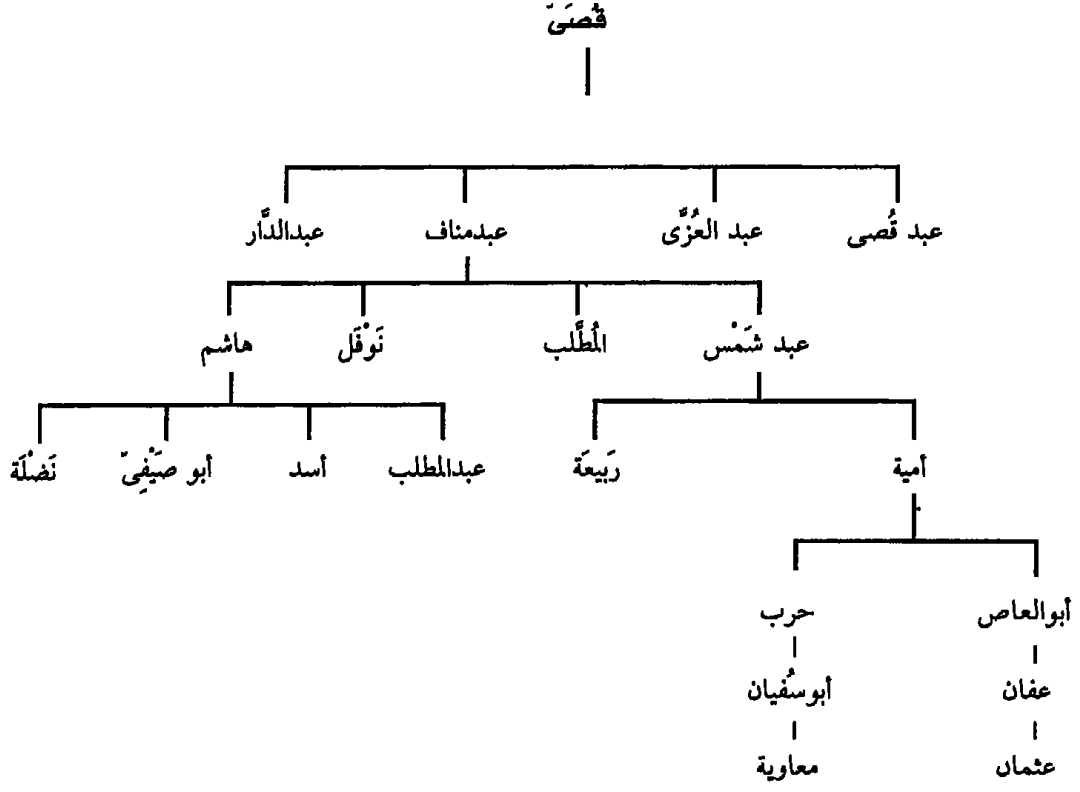 قُصَىّ
عبد قُصى عبد العُزَّى عبدمناف عبدالدَّار
عبد شَمْس المُطَّلب نَوْفَل هاشم
أمية رَبيعَة عبدالمطلب أسد أبو صَيْفِىّ نَضْلَة
أبوالعاص حرب
عفان أبوسُفيان
عثمان معاوية